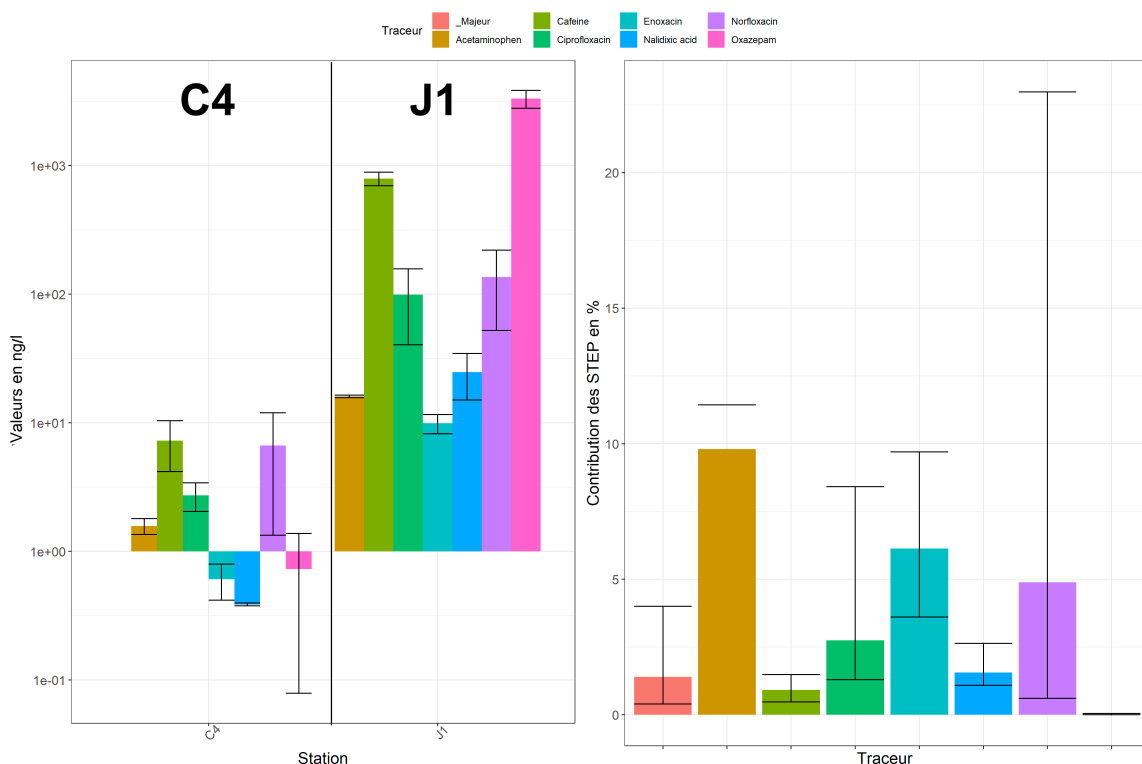 Traceur
_Majeur
Cafeine
Enoxacin
Norfloxacin
Acetaminophen
Ciprofloxacin
Nalidixic acid
Oxazepam
C4
J1
Valeurs en ng/l
1e+03
1e+02
1e+01
1e+00
1e-01
C4
J1
Station
Contribution des STEP en %
20
15
10
5
0
Traceur